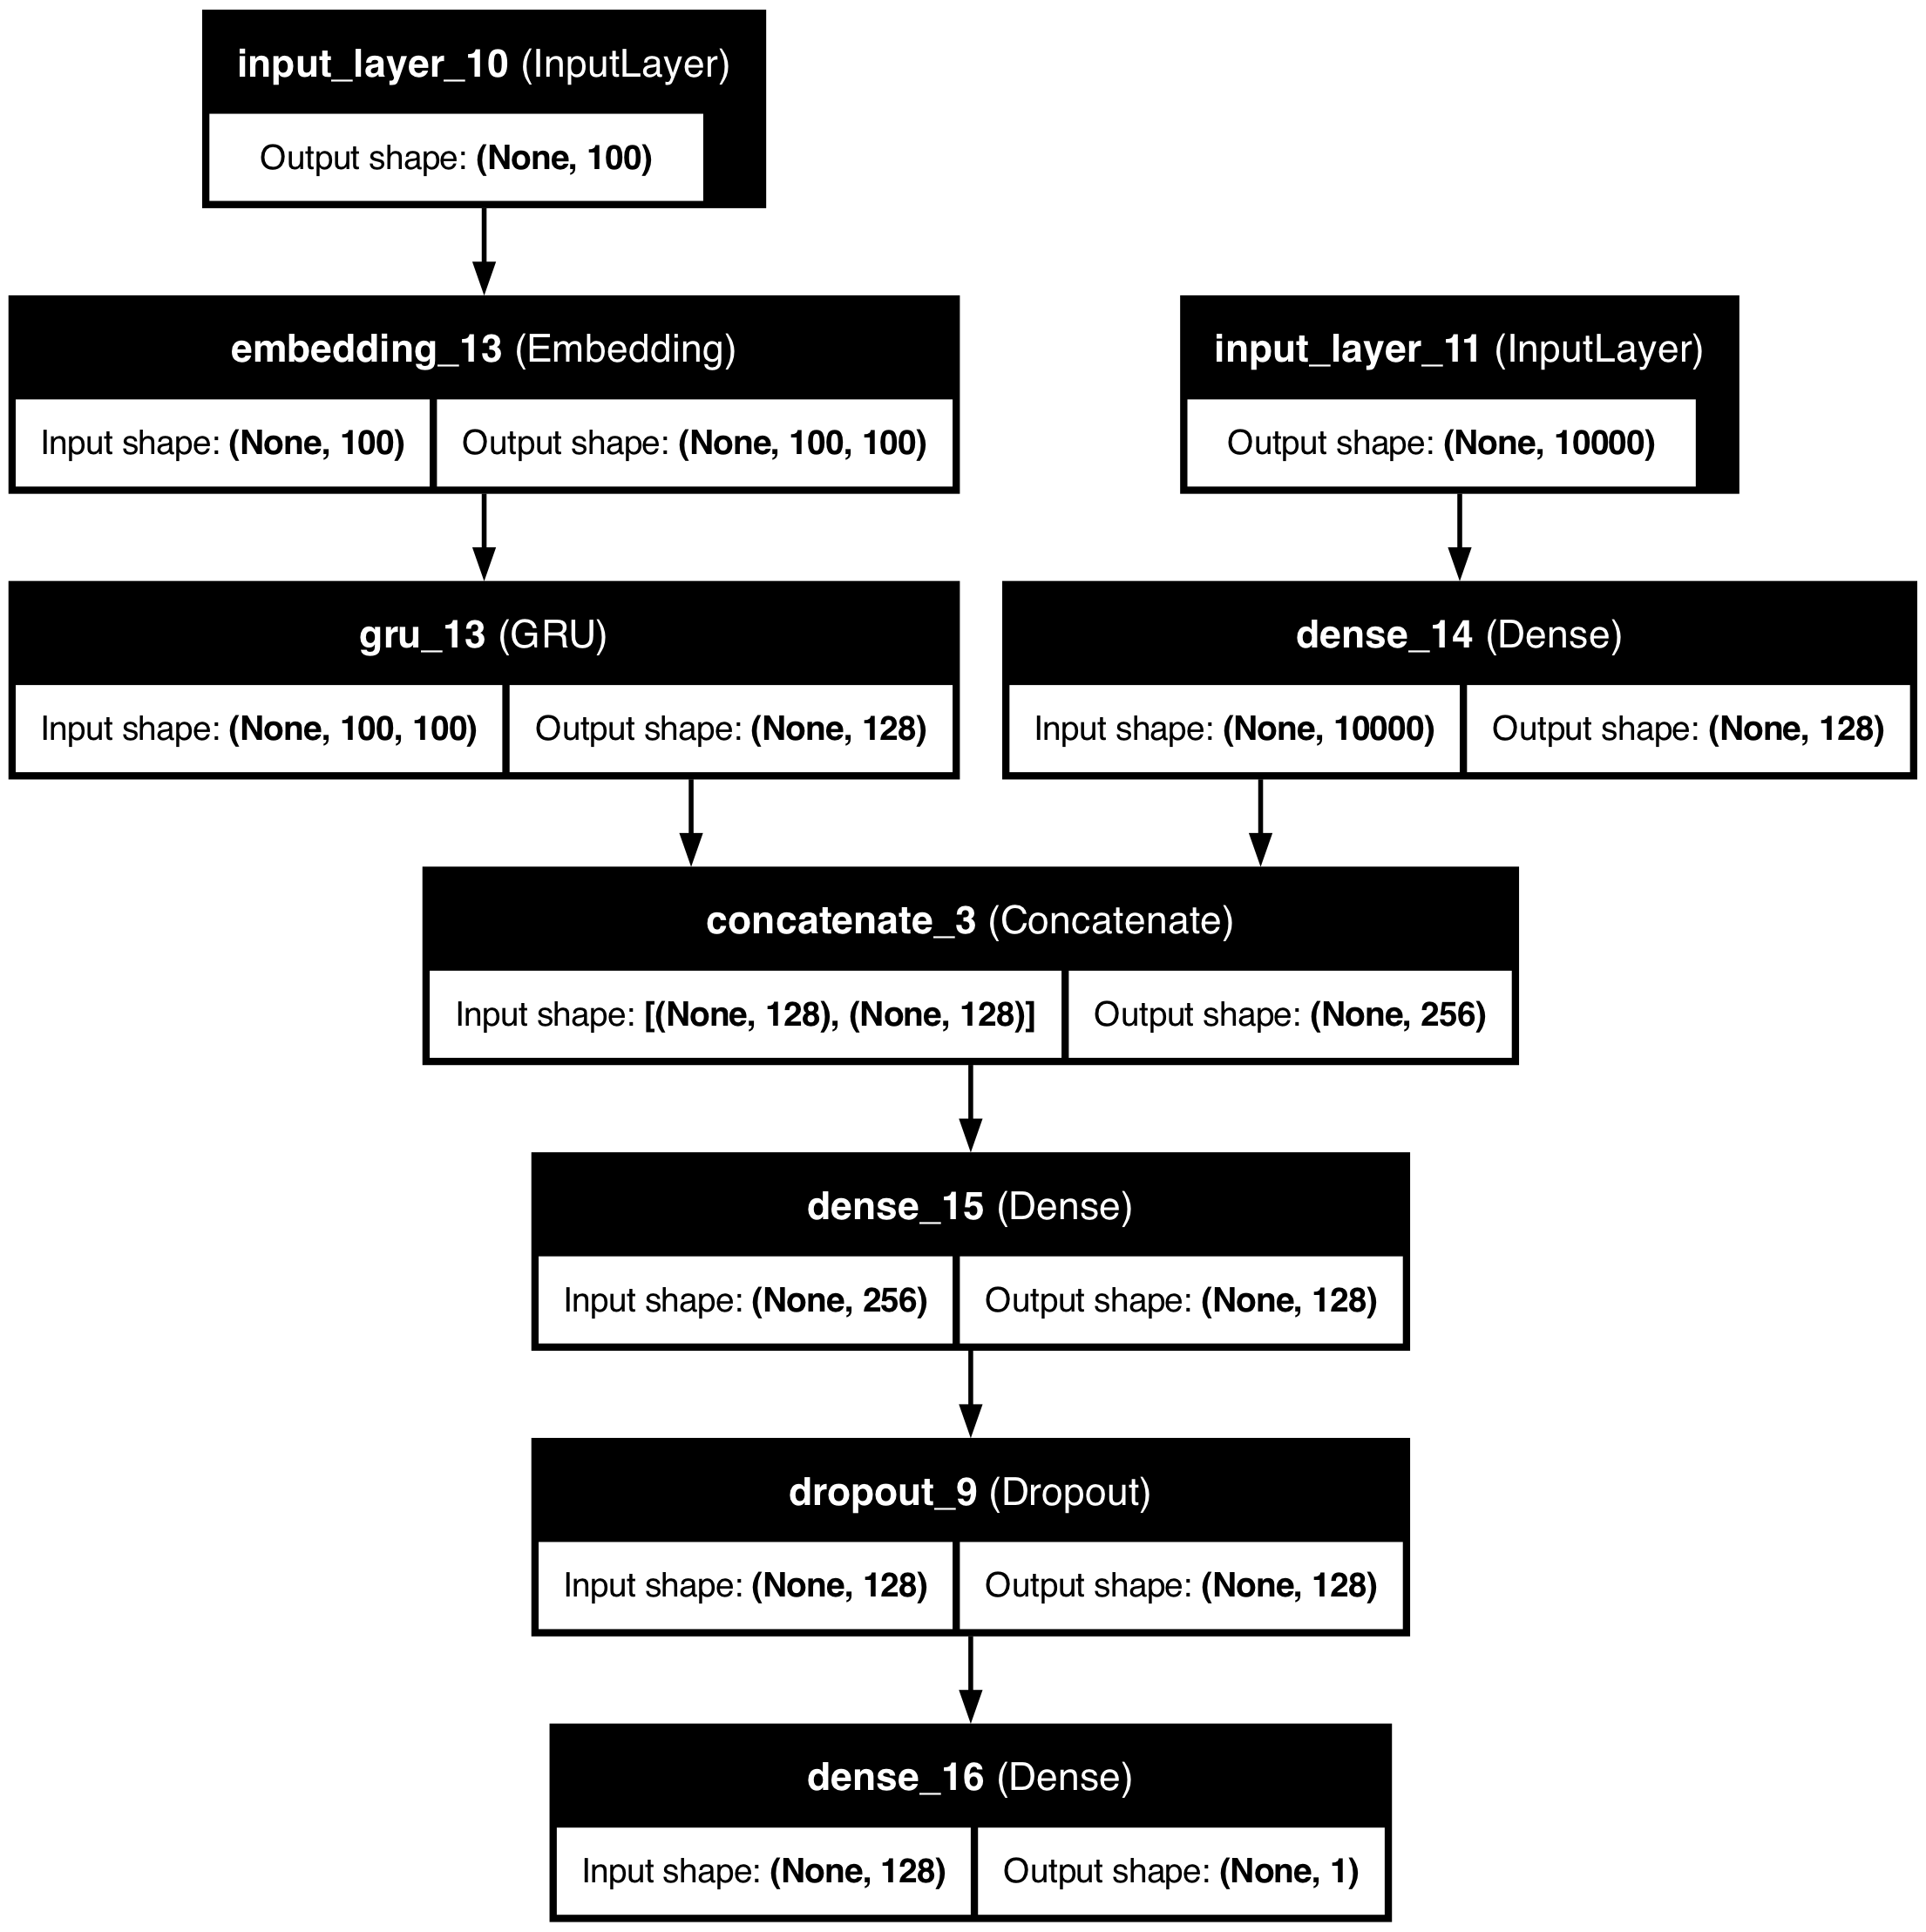 input_layer_10 (InputLayer)
Output shape: (None, 100)
embedding_13 (Embedding)
Input shape: (None, 100)
Output shape: (None, 100, 100)
input_layer_11 (InputLayer)
Output shape: (None, 10000)
gru_13 (GRU)
Input shape: (None, 100, 100)
Output shape: (None, 128)
dense_14 (Dense)
Input shape: (None, 10000)
Output shape: (None, 128)
concatenate_3 (Concatenate)
Input shape: [(None, 128), (None, 128)]
Output shape: (None, 256)
dense_15 (Dense)
Input shape: (None, 256)
Output shape: (None, 128)
dropout_9 (Dropout)
Input shape: (None, 128)
Output shape: (None, 128)
dense_16 (Dense)
Input shape: (None, 128)
Output shape: (None, 1)